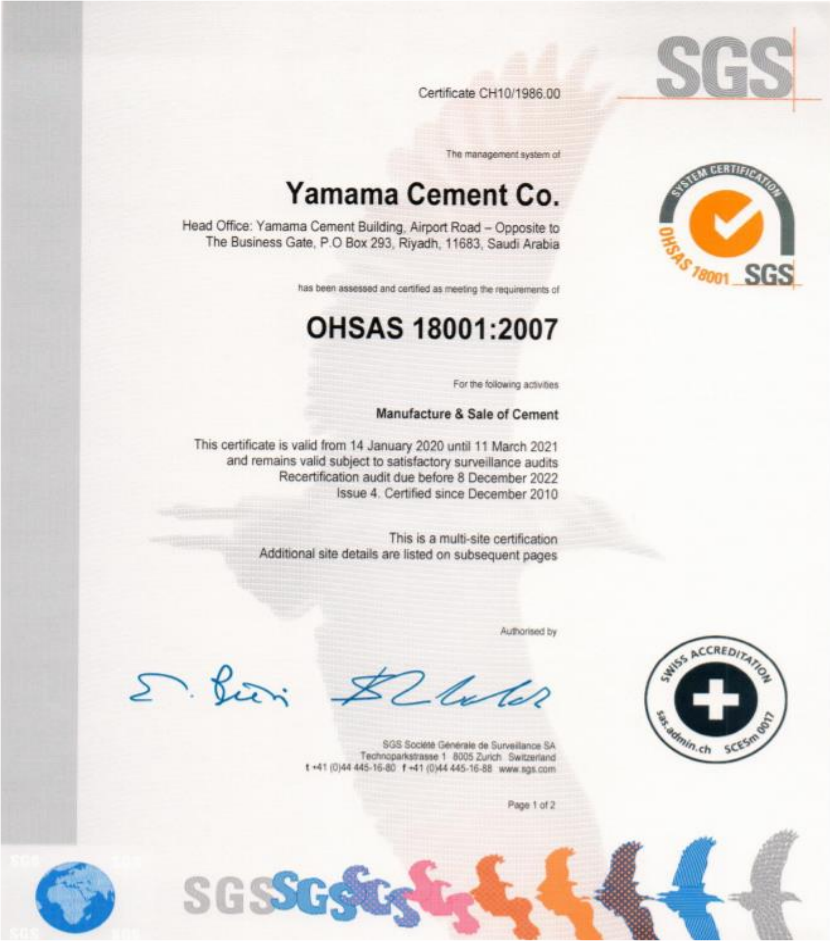 SGS
Certificate CH10/1986.00
The management system of
Yamama Cement Co.
Head Office: Yamama Cement Building, Airport Road – Opposite to
The Business Gate, P.O Box 293, Riyadh, 11683, Saudi Arabia
SYSTEM CERTIFICATION
OHSAS 18001
SGS
has been assessed and certified as meeting the requirements of
OHSAS 18001:2007
For the following activities
Manufacture & Sale of Cement
This certificate is valid from 14 January 2020 until 11 March 2021
and remains valid subject to satisfactory surveillance audits
Recertification audit due before 8 December 2022
Issue 4. Certified since December 2010
This is a multi-site certification
Additional site details are listed on subsequent pages
Authorised by
SWISS ACCREDITATION
sas.admin.ch SCESm 0017
SGS Société Générale de Surveillance SA
Technoparkstrasse 1 8005 Zurich Switzerland
t +41 (0)44 445-16-80 f +41 (0)44 445-16-88 www.sgs.com
Page 1 of 2
SGS SGS
SGS SGS SGS
SGS SGS